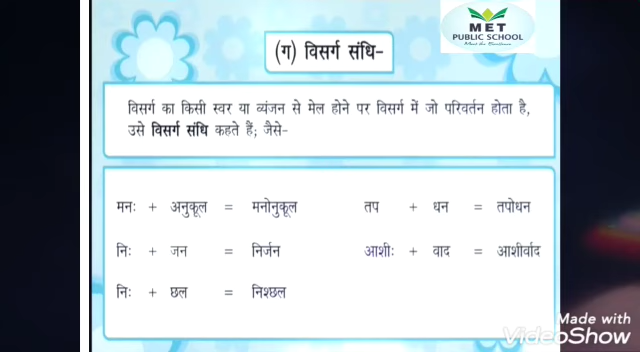 MET
PUBLIC SCHOOL
(ग) विसर्ग संधि-
विसर्ग का किसी स्वर या व्यंजन से मेल होने पर विसर्ग में जो परिवर्तन होता है,
उसे विसर्ग संधि कहते हैं; जैसे-
मनः + अनुकूल = मनोनुकूल तप + धन = तपोधन
निः + जन = निर्जन आशीः + वाद = आशीर्वाद
निः + छल = निश्छल
Made with
VideoShow